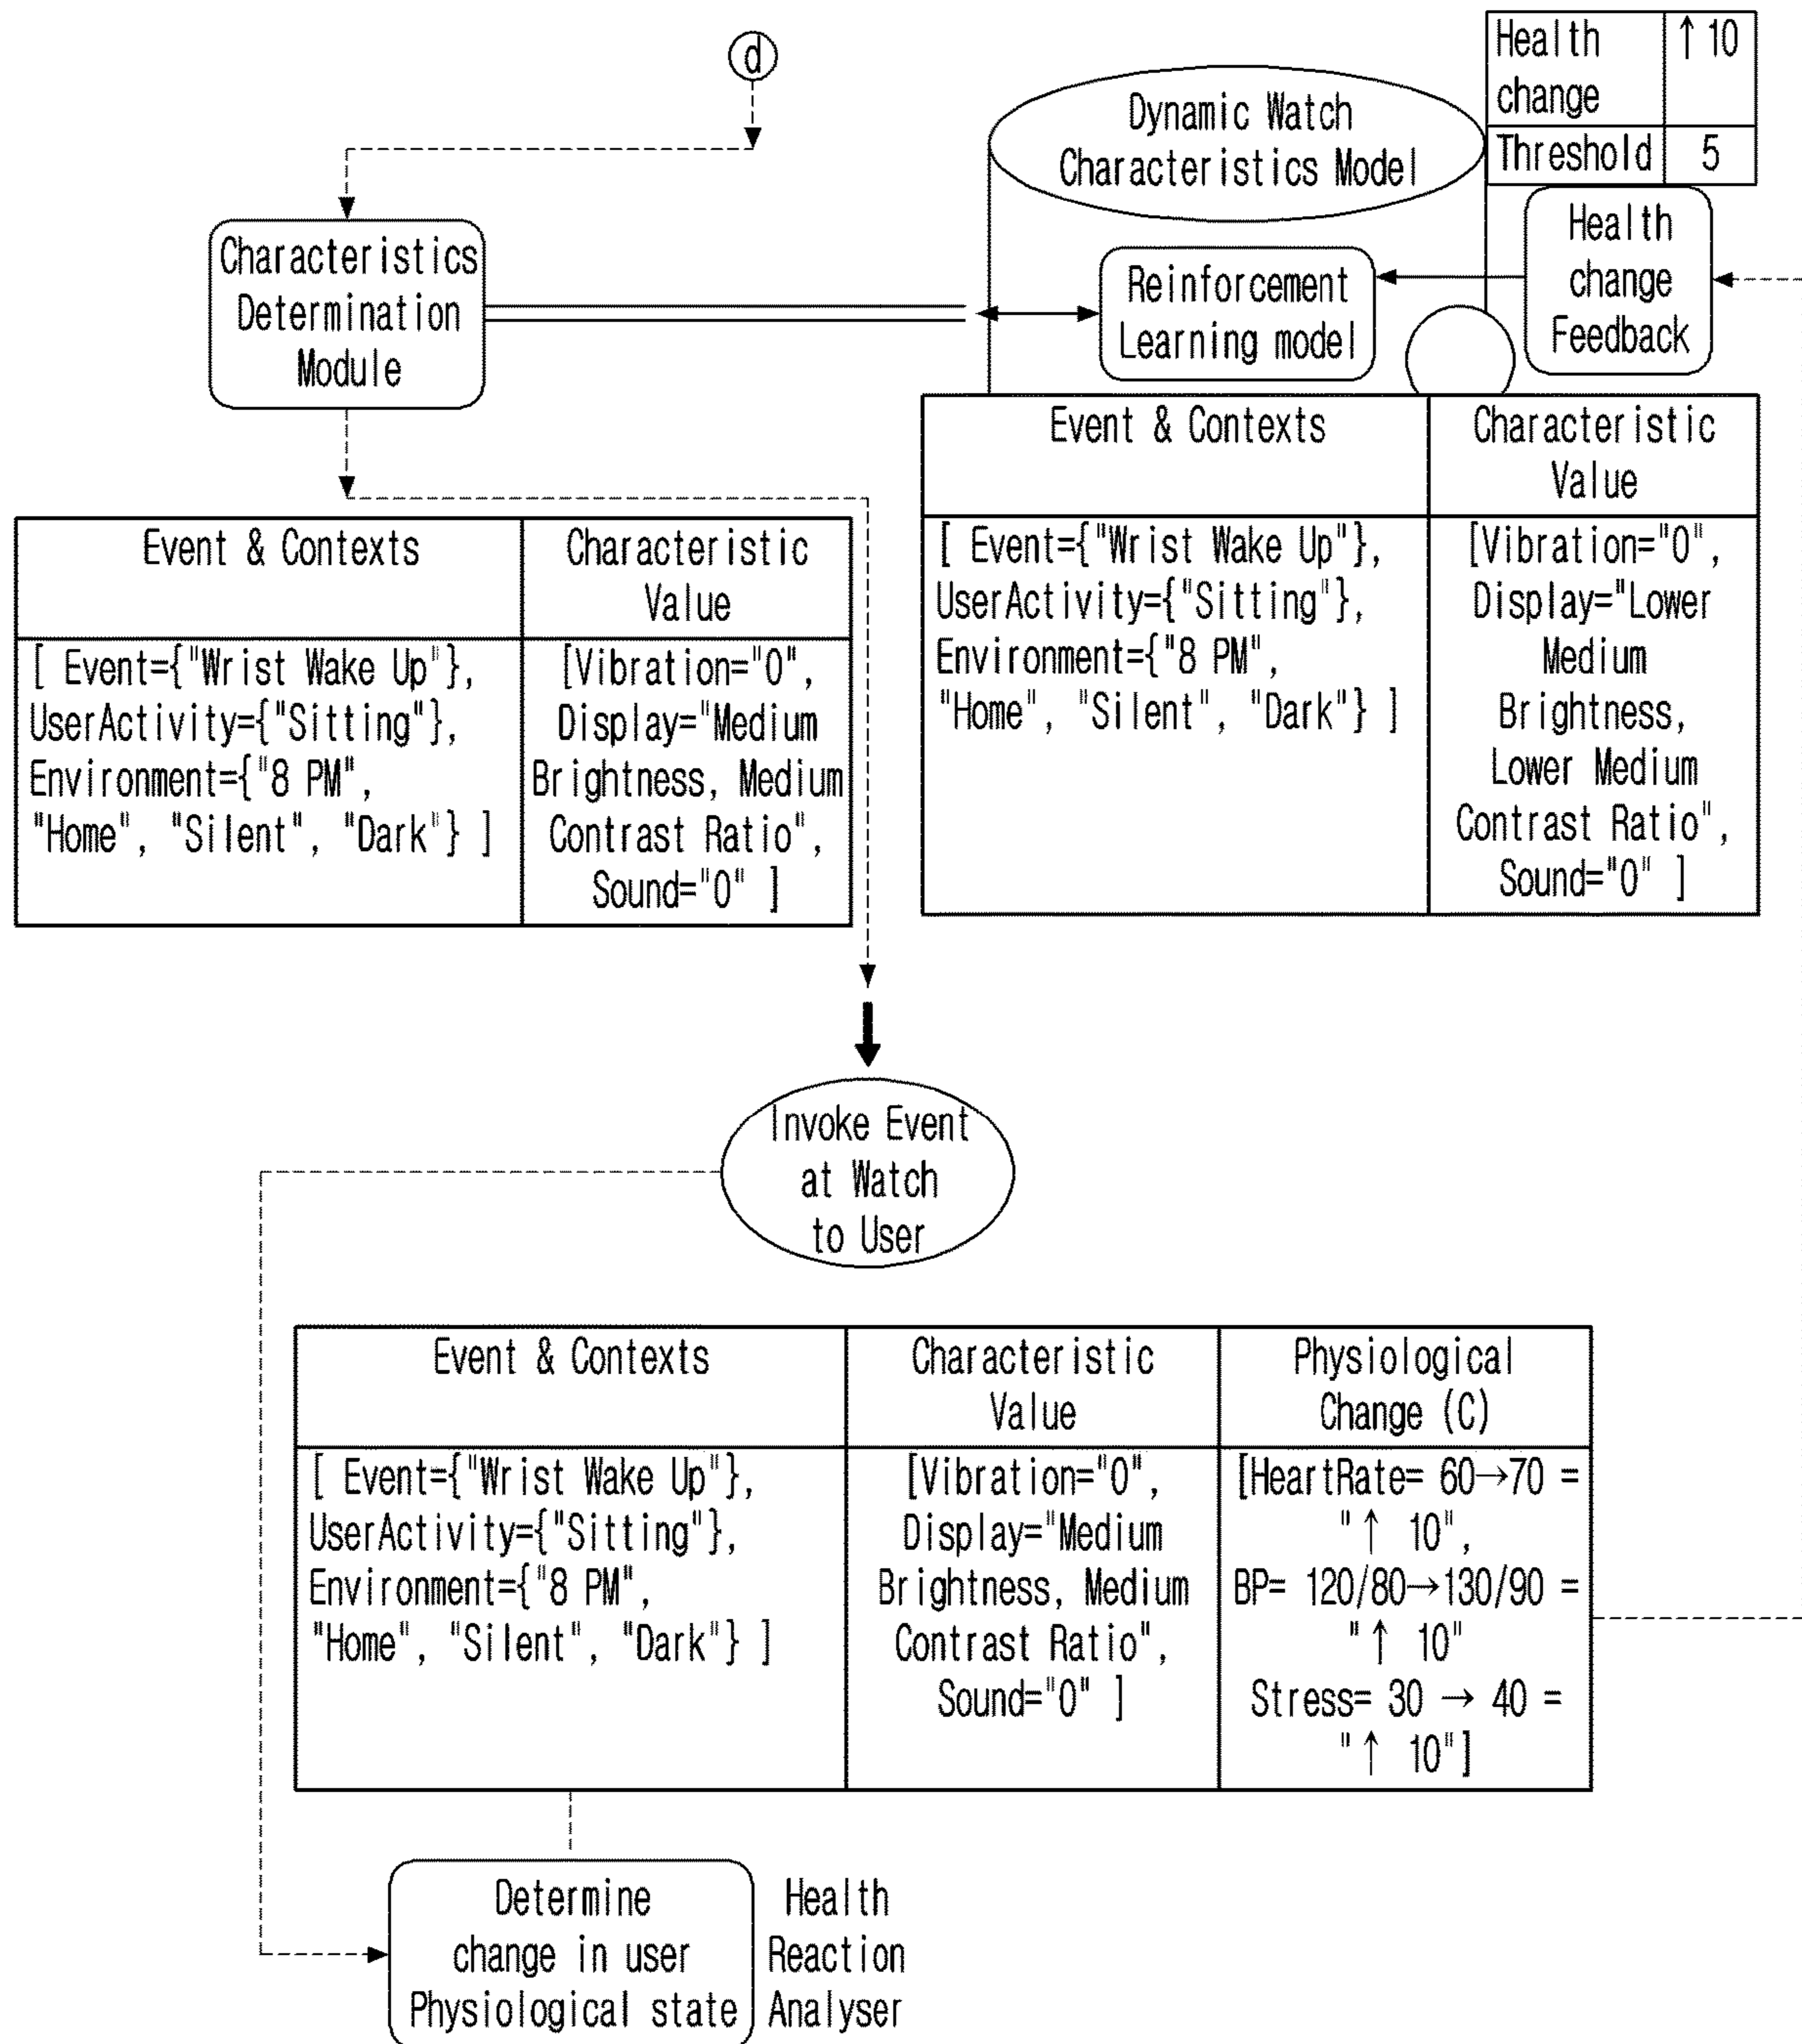 d
Health
change
↑ 10
Threshold
5
Dynamic Watch
Characteristics Model
Characteristics
Determination
Module
Reinforcement
Learning model
Health
change
Feedback
Event & Contexts
Characteristic
Value
[ Event={"Wrist Wake Up"},
UserActivity={"Sitting"},
Environment={"8 PM",
"Home", "Silent", "Dark"} ]
[Vibration="0",
Display="Lower
Medium
Brightness,
Lower Medium
Contrast Ratio",
Sound="0" ]
Event & Contexts
Characteristic
Value
[ Event={"Wrist Wake Up"},
UserActivity={"Sitting"},
Environment={"8 PM",
"Home", "Silent", "Dark"} ]
[Vibration="0",
Display="Medium
Brightness, Medium
Contrast Ratio",
Sound="0" ]
Invoke Event
at Watch
to User
Event & Contexts
Characteristic
Value
Physiological
Change (C)
[ Event={"Wrist Wake Up"},
UserActivity={"Sitting"},
Environment={"8 PM",
"Home", "Silent", "Dark"} ]
[Vibration="0",
Display="Medium
Brightness, Medium
Contrast Ratio",
Sound="0" ]
[HeartRate= 60→70 =
"↑ 10",
BP= 120/80→130/90 =
"↑ 10"
Stress= 30 → 40 =
"↑ 10"]
Determine
change in user
Physiological state
Health
Reaction
Analyser